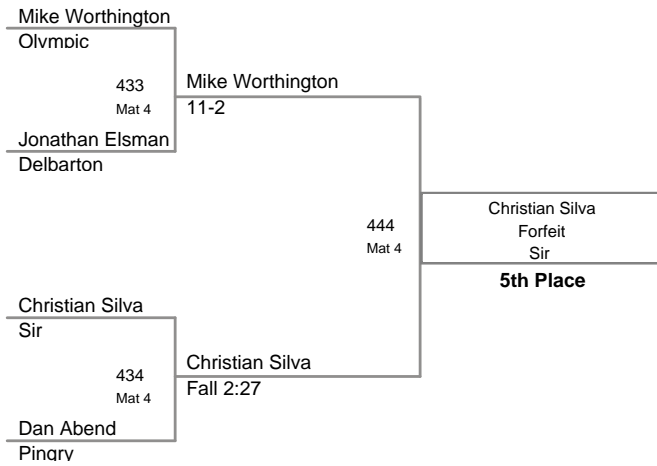 Mike Worthington
Olympic
433
Mat 4
Mike Worthington
11-2
Jonathan Elsman
Delbarton
444
Mat 4
Christian Silva
Forfeit
Sir
5th Place
Christian Silva
Sir
434
Mat 4
Christian Silva
Fall 2:27
Dan Abend
Pingry